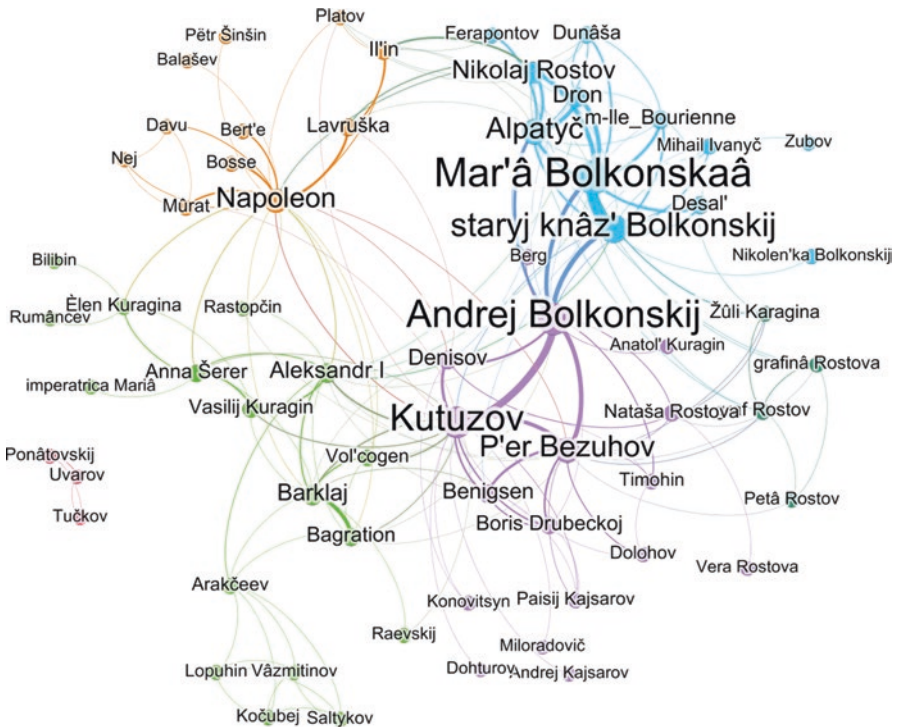 Platov
Pëtr Šinšin
Il'in
Ferapontov
Dunâša
Balašev
Nikolaj Rostov
Dron
Davu
Bert'e
Lavruška
Alpatyč
m-lle_Bourienne
Mihail Ivanyč
Zubov
Nej
Bosse
Mar'â Bolkonskaâ
Mûrat
Napoleon
Desal'
staryj knâz' Bolkonskij
Bilibin
Berg
Nikolen'ka Bolkonskij
Èlen Kuragina
Rastopčin
Rumâncev
Andrej Bolkonskij
Žûli Karagina
Anatol' Kuragin
Denisov
grafinâ Rostova
Anna Šerer
Aleksandr I
imperatrica Mariâ
Vasilij Kuragin
Kutuzov
Nataša Rostova
graf Rostov
P'er Bezuhov
Vol'cogen
Ponâtovskij
Uvarov
Timohin
Barklaj
Benigsen
Petâ Rostov
Tučkov
Boris Drubeckoj
Bagration
Dolohov
Vera Rostova
Arakčeev
Konovitsyn
Paisij Kajsarov
Raevskij
Miloradovič
Lopuhin
Vâzmitinov
Dohturov
Andrej Kajsarov
Kočubej
Saltykov